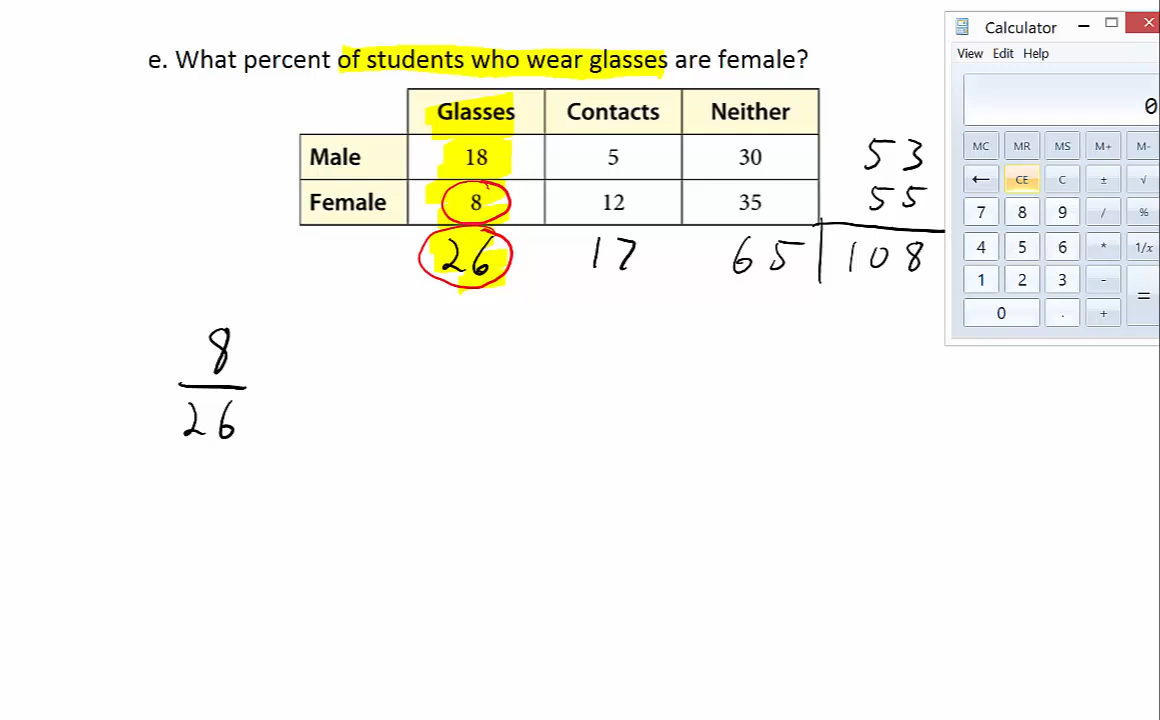 e. What percent of students who wear glasses are female?
Calculator
View Edit Help
0
Glasses Contacts Neither
Male 18 5 30 53
Female 8 12 35 55
26 17 65 108
MC MR MS M+ M-
← CE C ± √
7 8 9 / %
4 5 6 * 1/x
1 2 3 - =
0 . +
8
26